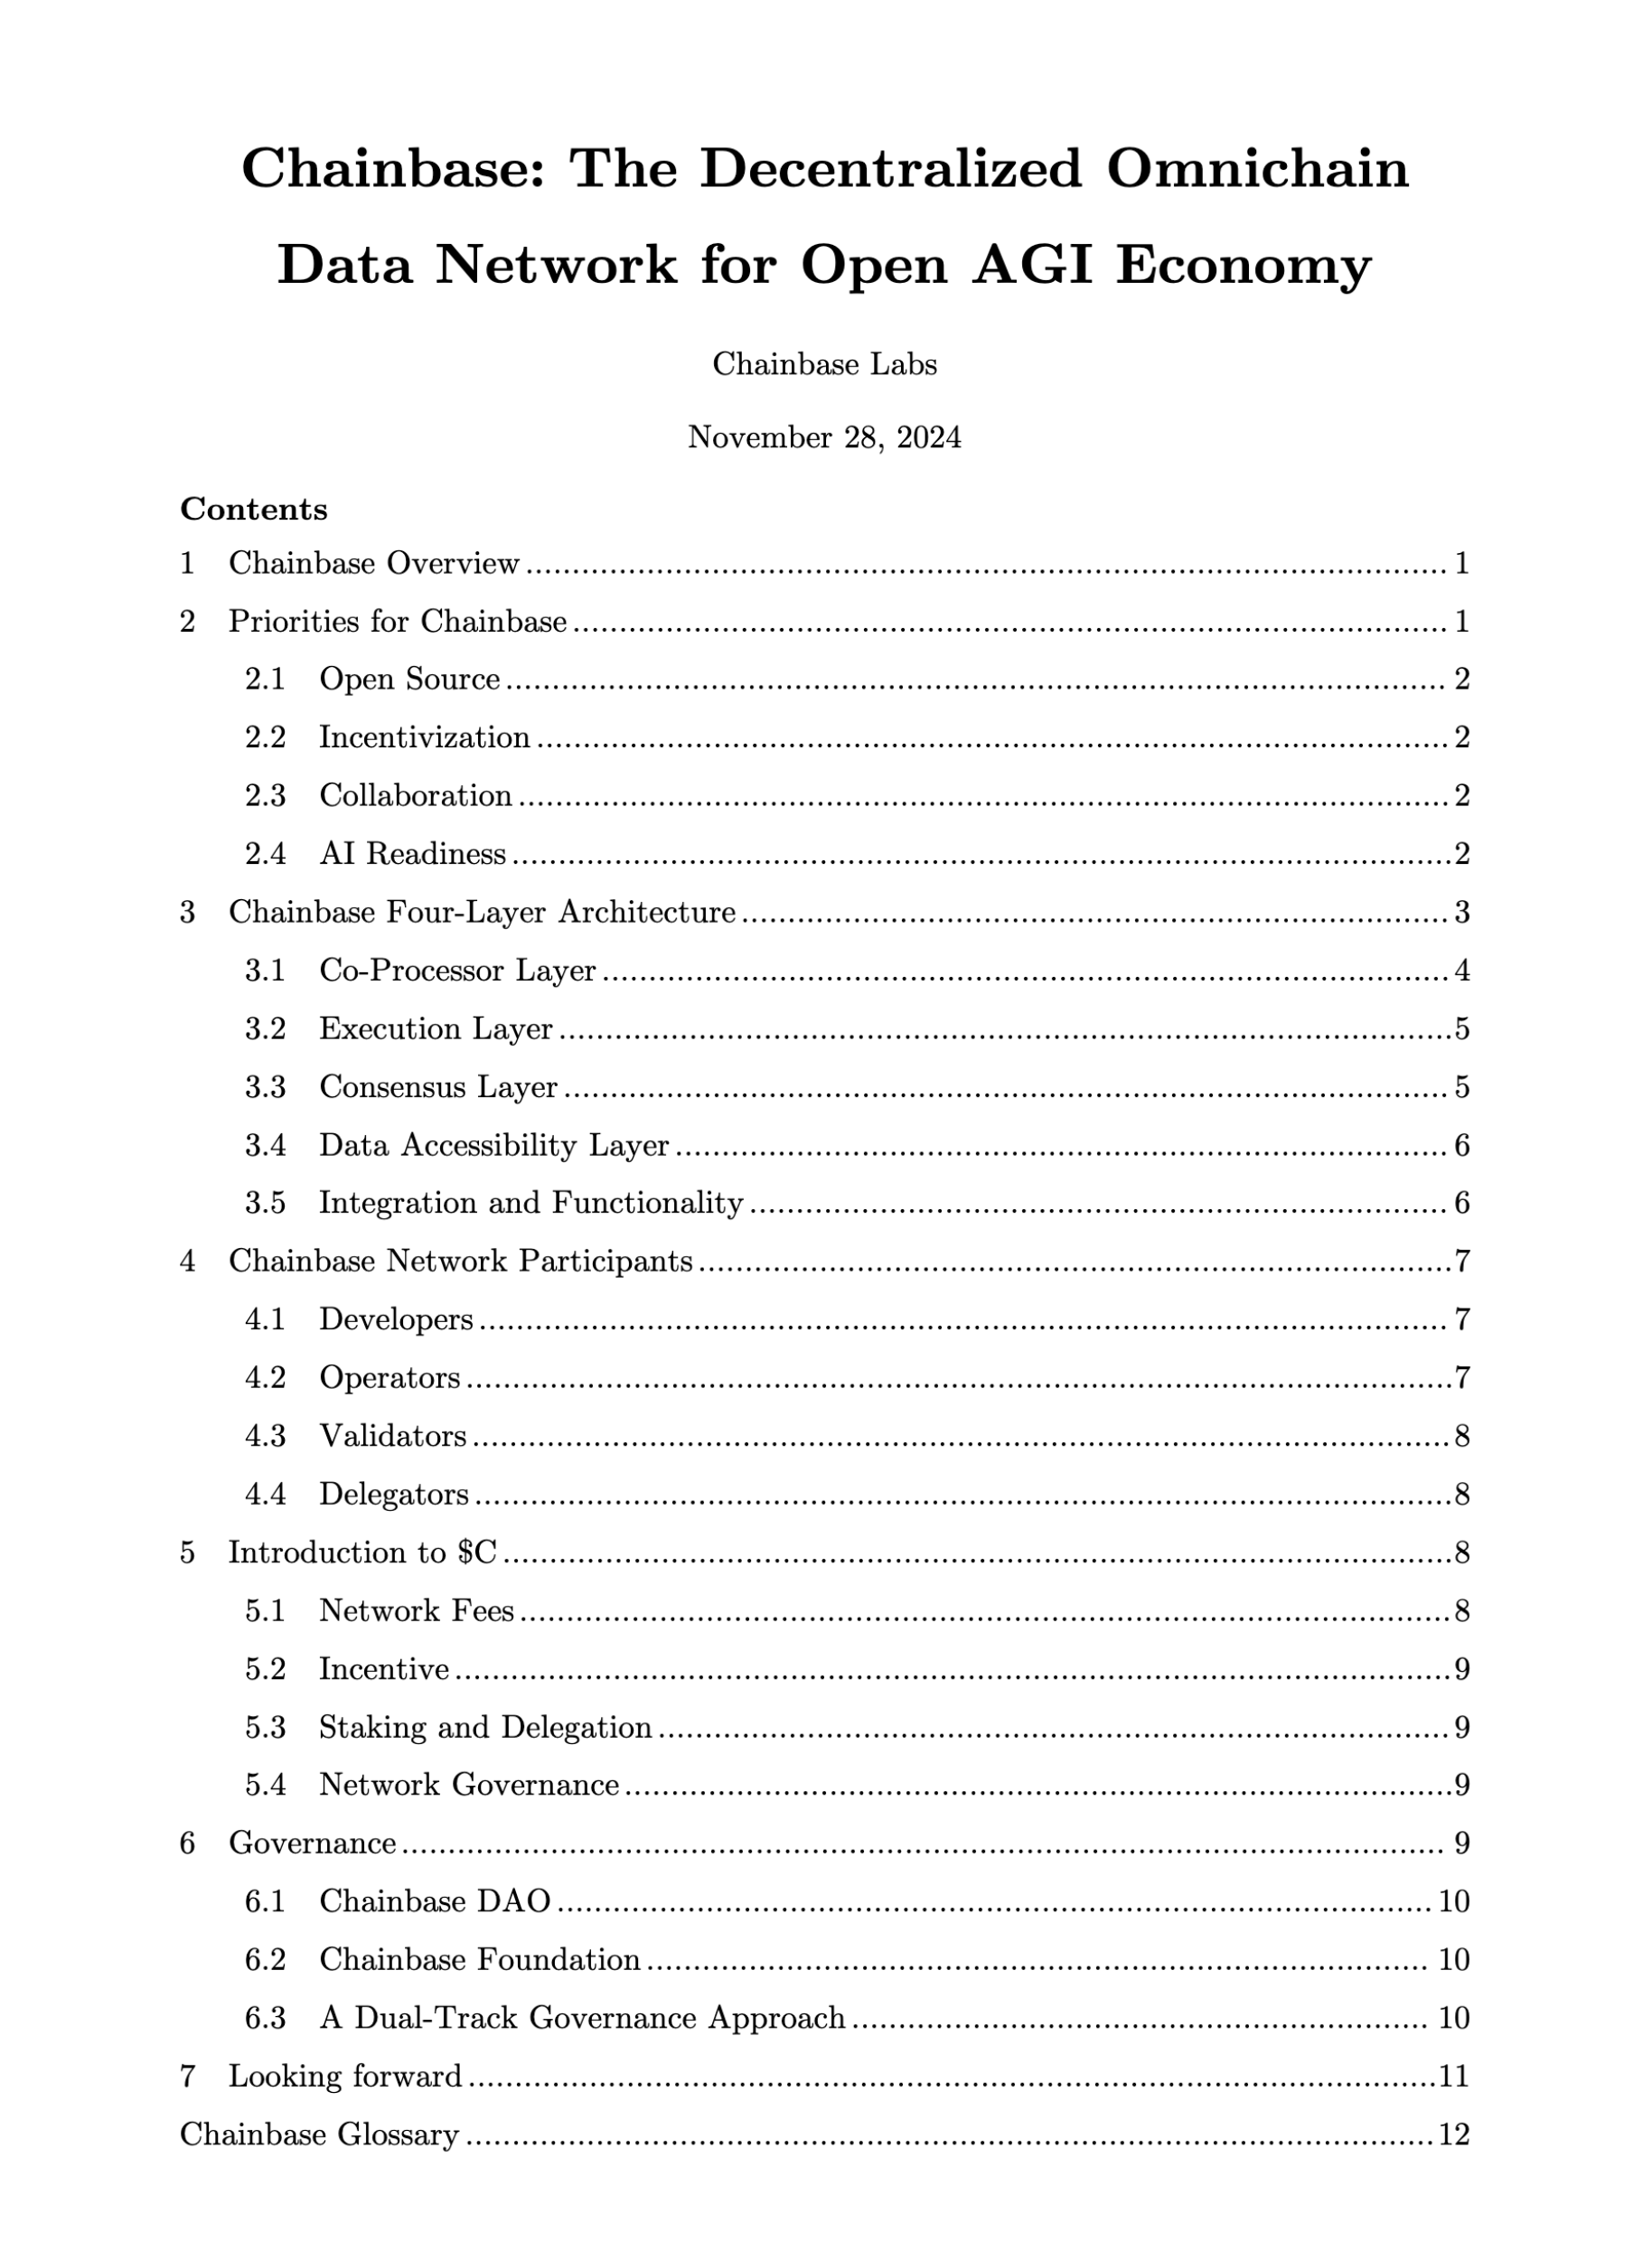 Chainbase: The Decentralized Omnichain
Data Network for Open AGI Economy
Chainbase Labs
November 28, 2024
Contents
1 Chainbase Overview ........ 1
2 Priorities for Chainbase ........ 1
2.1 Open Source ........ 2
2.2 Incentivization ........ 2
2.3 Collaboration ........ 2
2.4 AI Readiness ........ 2
3 Chainbase Four-Layer Architecture ........ 3
3.1 Co-Processor Layer ........ 4
3.2 Execution Layer ........ 5
3.3 Consensus Layer ........ 5
3.4 Data Accessibility Layer ........ 6
3.5 Integration and Functionality ........ 6
4 Chainbase Network Participants ........ 7
4.1 Developers ........ 7
4.2 Operators ........ 7
4.3 Validators ........ 8
4.4 Delegators ........ 8
5 Introduction to $C ........ 8
5.1 Network Fees ........ 8
5.2 Incentive ........ 9
5.3 Staking and Delegation ........ 9
5.4 Network Governance ........ 9
6 Governance ........ 9
6.1 Chainbase DAO ........ 10
6.2 Chainbase Foundation ........ 10
6.3 A Dual-Track Governance Approach ........ 10
7 Looking forward ........ 11
Chainbase Glossary ........ 12